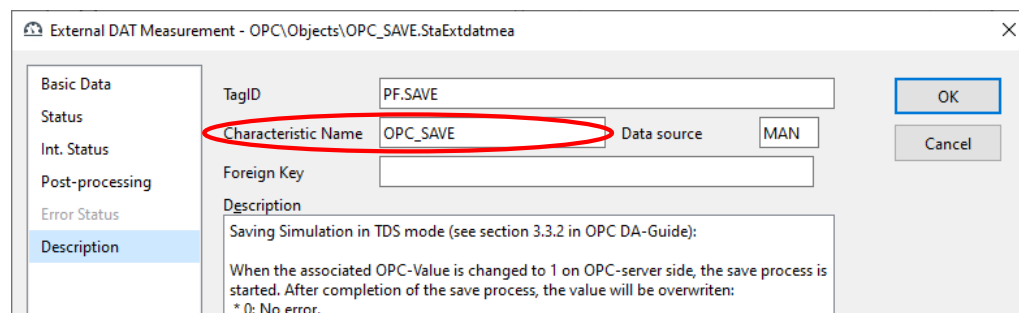 External DAT Measurement - OPC\Objects\OPC_SAVE.StaExtdatmea
Basic Data
Status
Int. Status
Post-processing
Error Status
Description
TagID PF.SAVE
Characteristic Name OPC_SAVE Data source MAN
Foreign Key
Description
Saving Simulation in TDS mode (see section 3.3.2 in OPC DA-Guide):
When the associated OPC-Value is changed to 1 on OPC-server side, the save process is
started. After completion of the save process, the value will be overwriten:
* 0: No error.
OK
Cancel